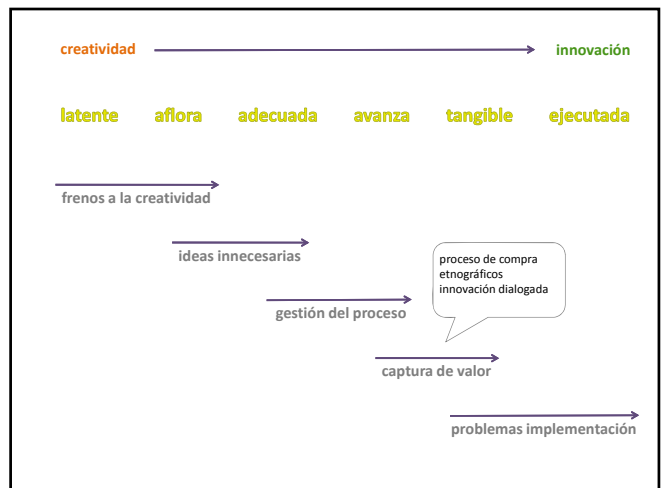 creatividad innovación
latente aflora adecuada avanza tangible ejecutada
frenos a la creatividad
ideas innecesarias
proceso de compra
etnográficos
innovación dialogada
gestión del proceso
captura de valor
problemas implementación